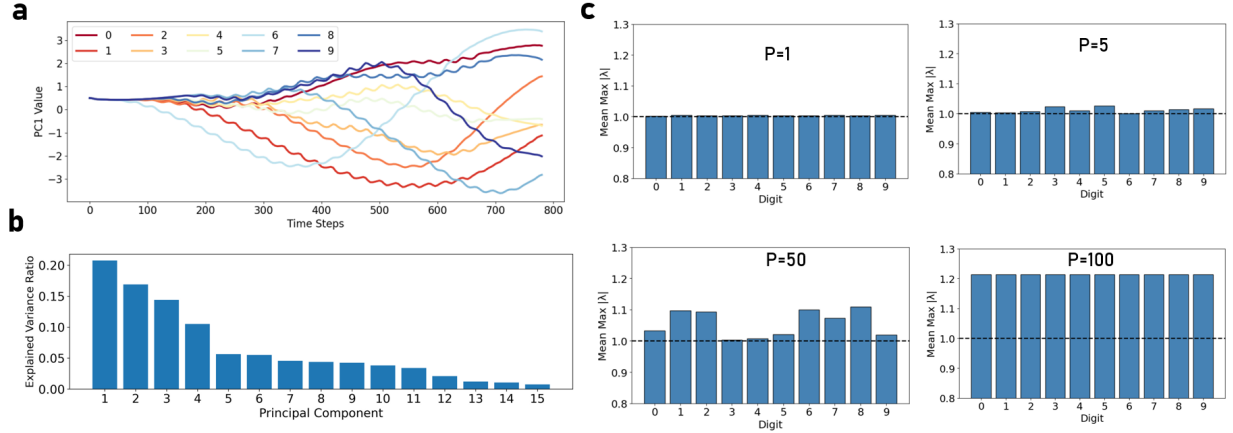 a
0 2 4 6 8
1 3 5 7 9
PC1 Value
3
2
1
0
−1
−2
−3
0 100 200 300 400 500 600 700 800
Time Steps
b
Explained Variance Ratio
0.20
0.15
0.10
0.05
0.00
1 2 3 4 5 6 7 8 9 10 11 12 13 14 15
Principal Component
c
P=1
Mean Max |λ|
1.3
1.2
1.1
1.0
0.9
0.8
0 1 2 3 4 5 6 7 8 9
Digit
P=5
Mean Max |λ|
1.3
1.2
1.1
1.0
0.9
0.8
0 1 2 3 4 5 6 7 8 9
Digit
P=50
Mean Max |λ|
1.3
1.2
1.1
1.0
0.9
0.8
0 1 2 3 4 5 6 7 8 9
Digit
P=100
Mean Max |λ|
1.3
1.2
1.1
1.0
0.9
0.8
0 1 2 3 4 5 6 7 8 9
Digit